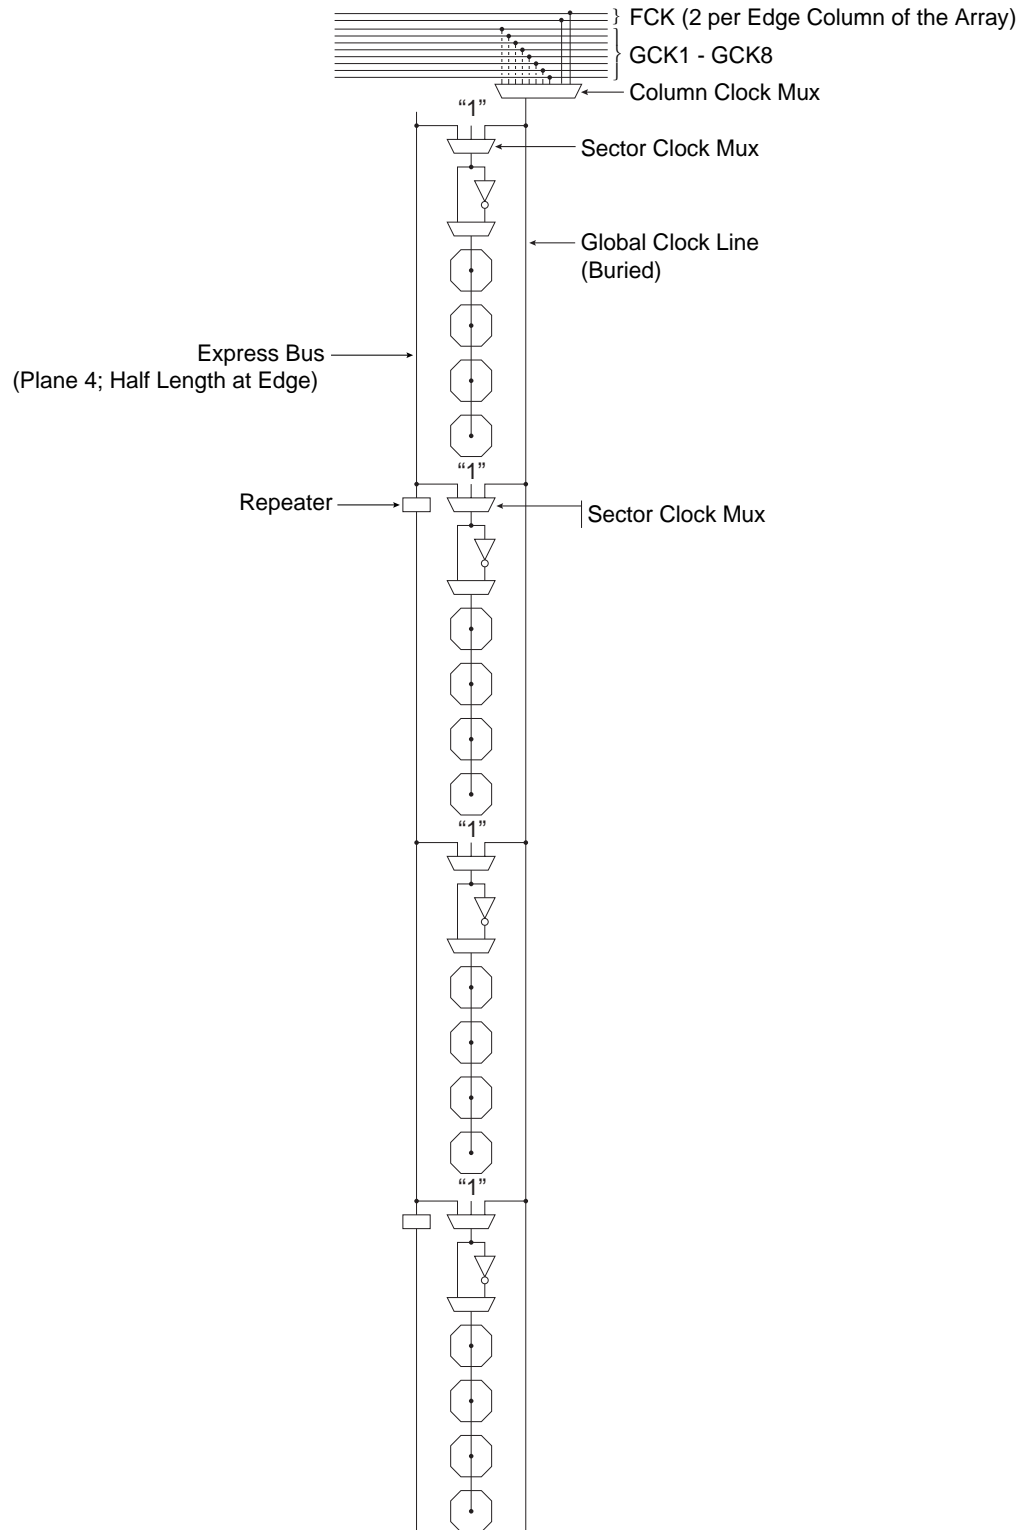 FCK (2 per Edge Column of the Array)
GCK1 - GCK8
Column Clock Mux
“1”
Sector Clock Mux
Global Clock Line
(Buried)
Express Bus
(Plane 4; Half Length at Edge)
“1”
Repeater
Sector Clock Mux
“1”
“1”